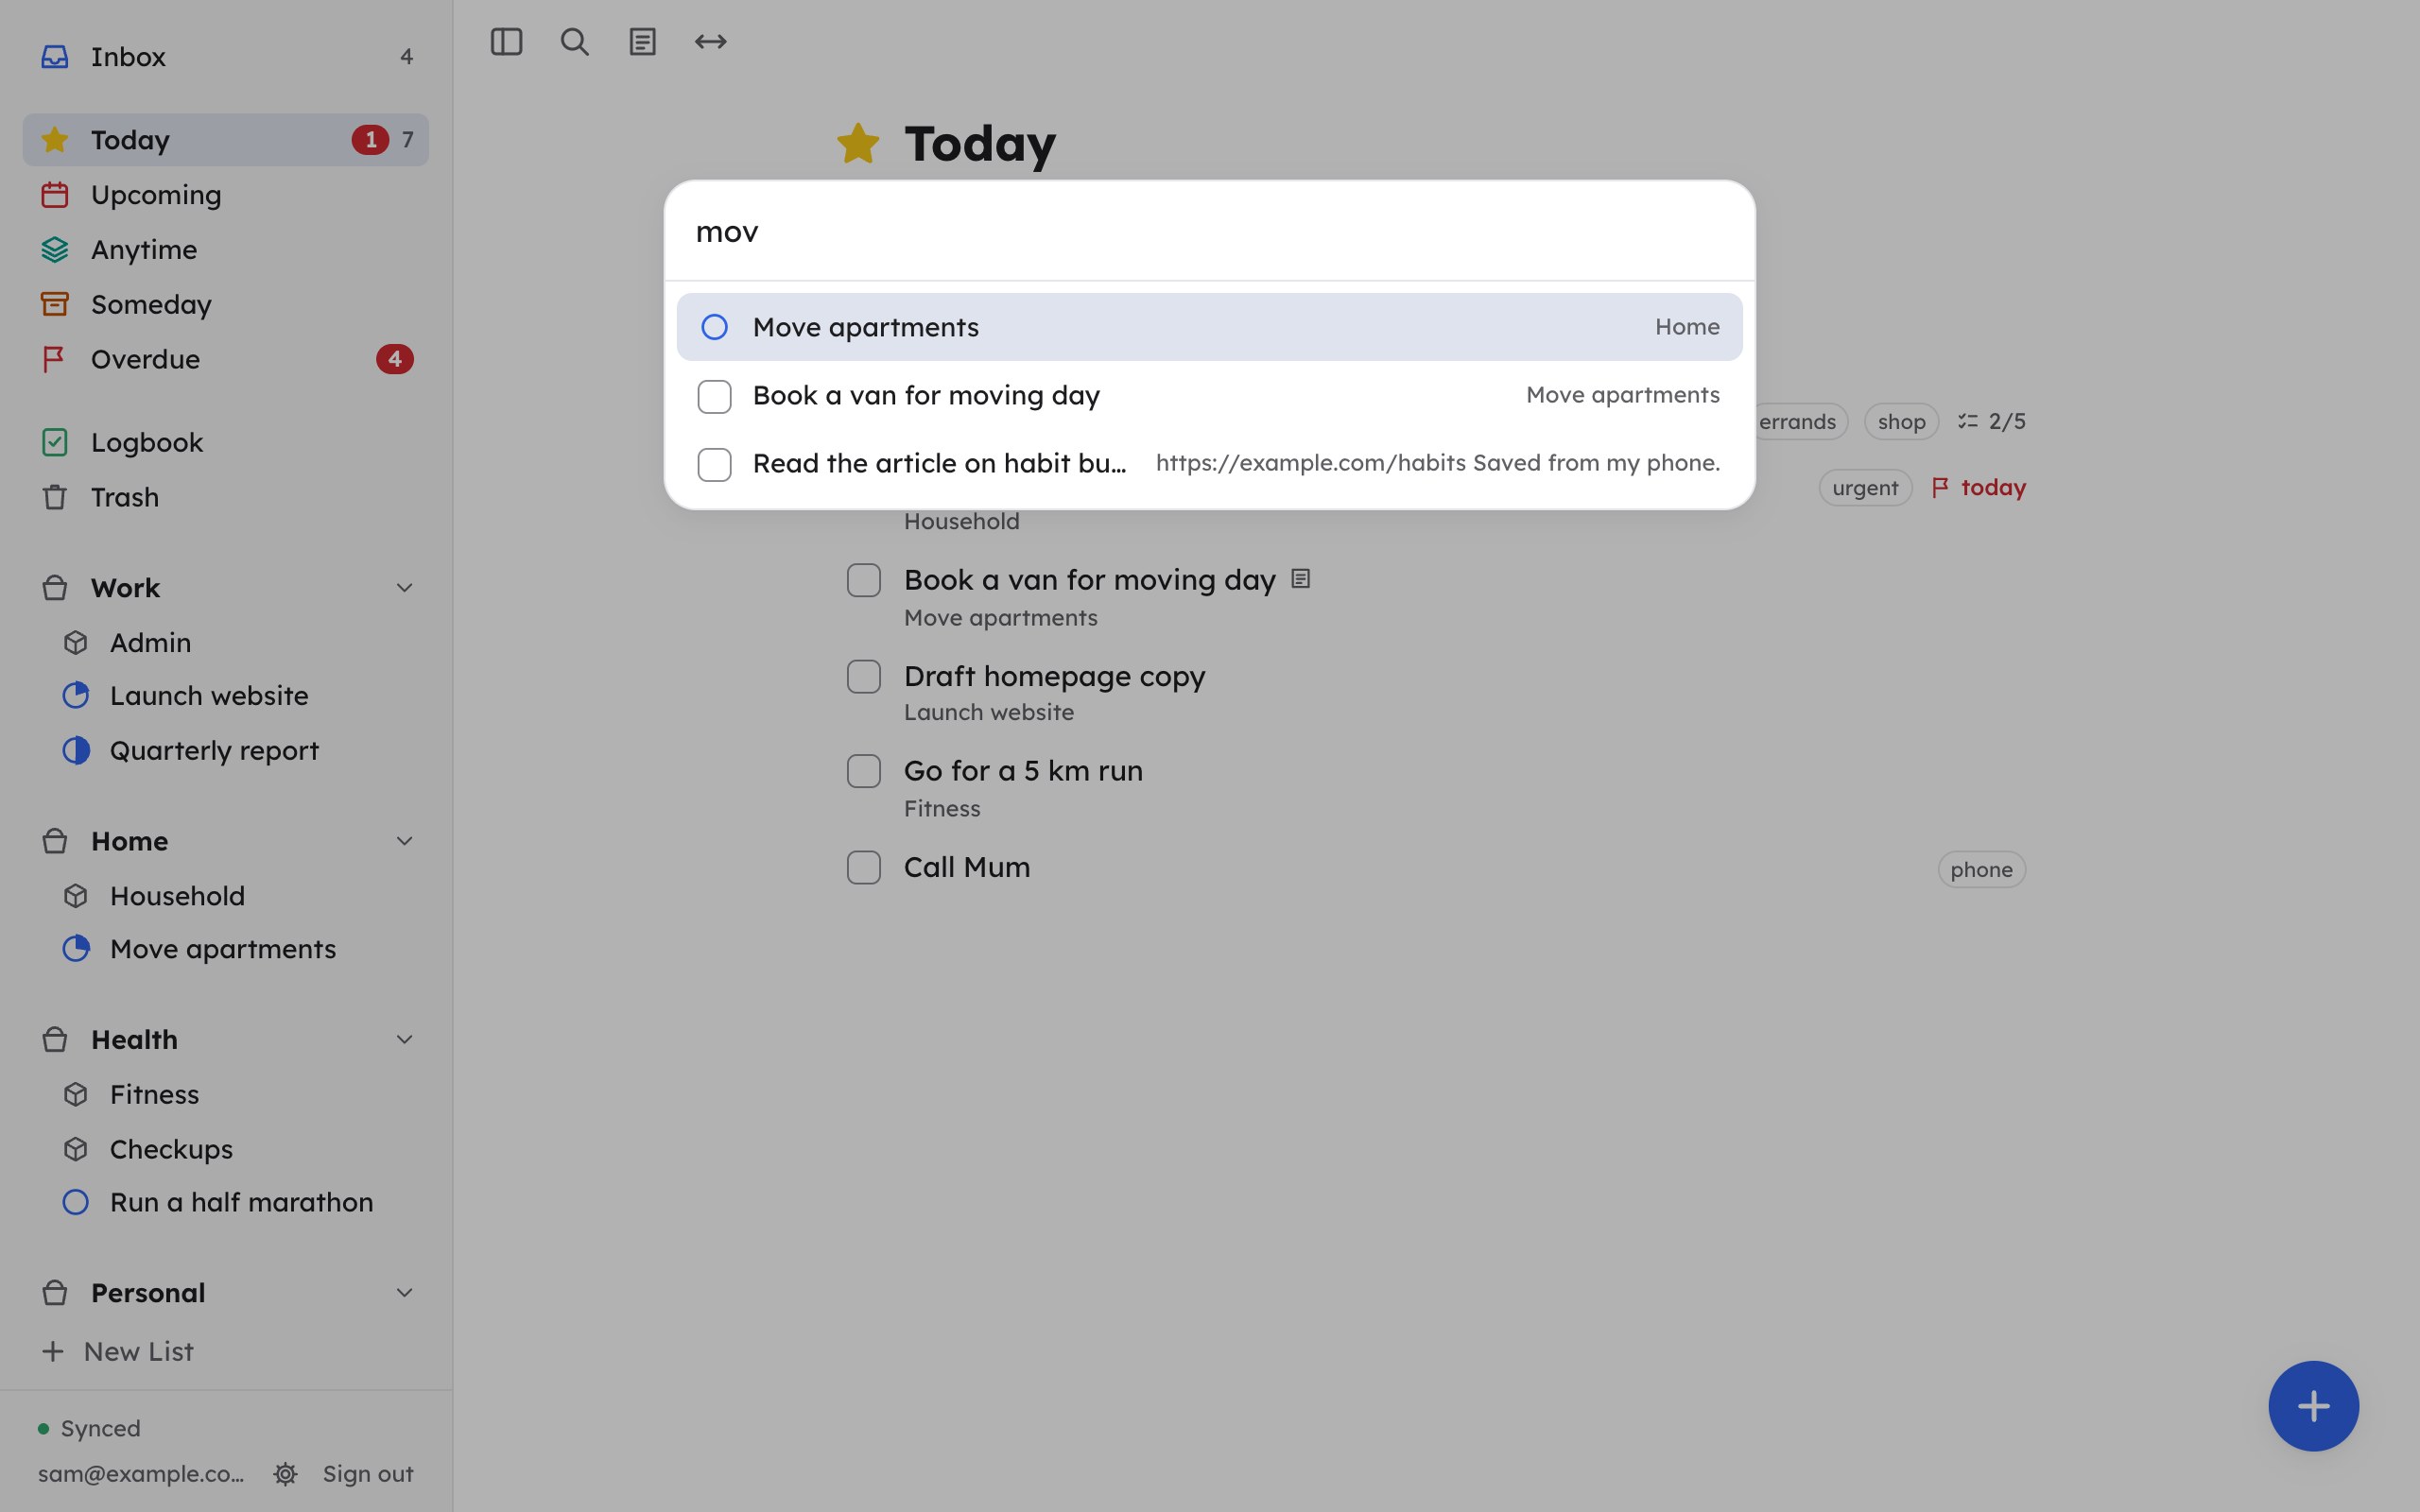 Inbox 4
Today 1 7
Upcoming
Anytime
Someday
Overdue 4
Logbook
Trash
Work
Admin
Launch website
Quarterly report
Home
Household
Move apartments
Health
Fitness
Checkups
Run a half marathon
Personal
New List
Synced
sam@example.co... Sign out
Today
mov
Move apartments Home
Book a van for moving day Move apartments
Read the article on habit bu... https://example.com/habits Saved from my phone.
errands shop 2/5
urgent today
Household
Book a van for moving day
Move apartments
Draft homepage copy
Launch website
Go for a 5 km run
Fitness
Call Mum phone